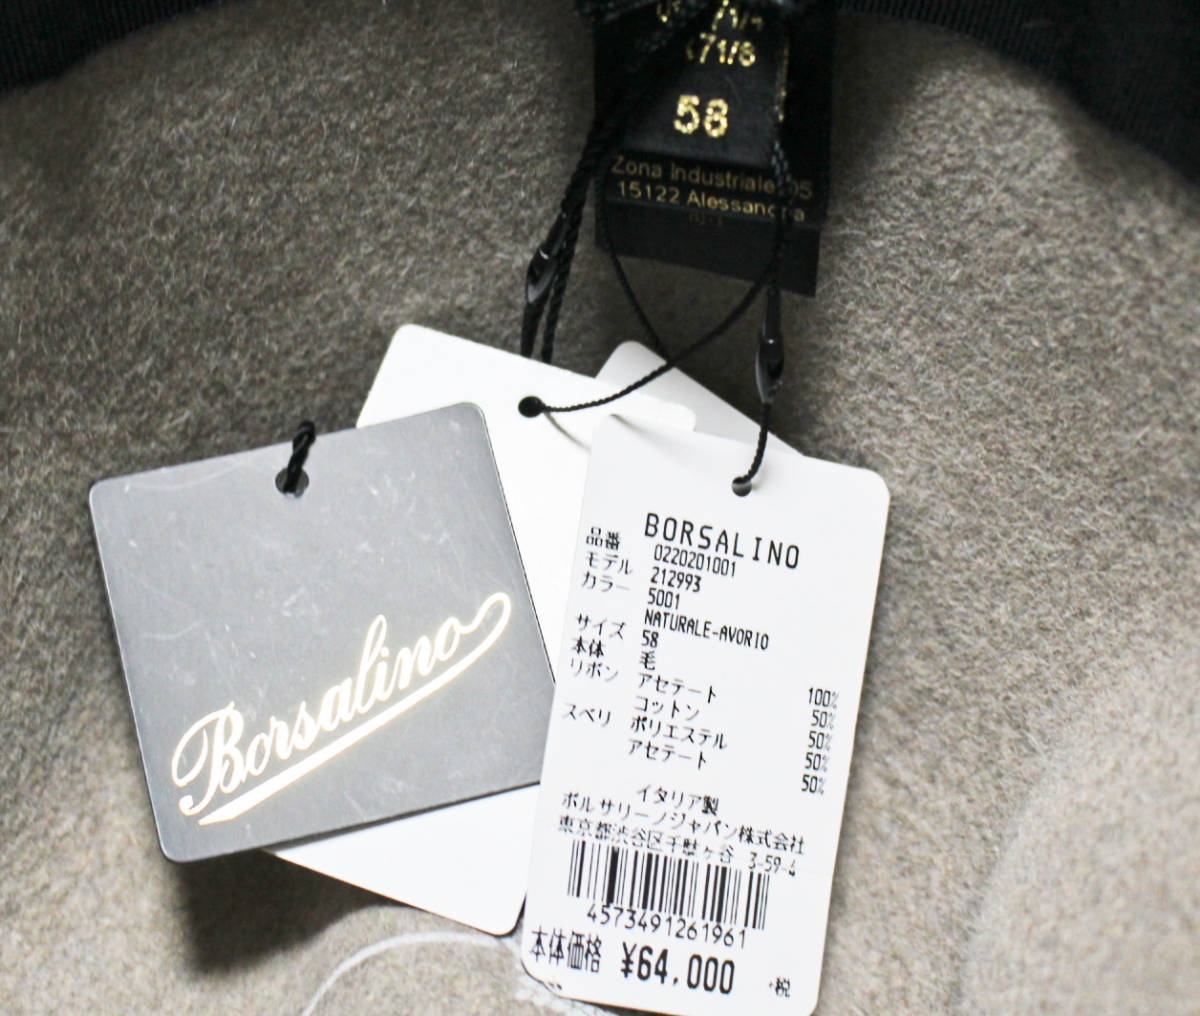 71/8
58
Zona Industriale
15122 Alessandria
Borsalino
BORSALINO
品番 0220201001
モデル 212993
カラー 5001
NATURALE-AVORIO
サイズ 58
本体 毛 100%
リボン アセテート 50%
コットン 50%
スベリ ポリエステル 50%
アセテート 50%
イタリア製
ボルサリーノジャパン株式会社
東京都渋谷区千駄ヶ谷 3-59-4
4573491261961
本体価格 ¥64,000 +税